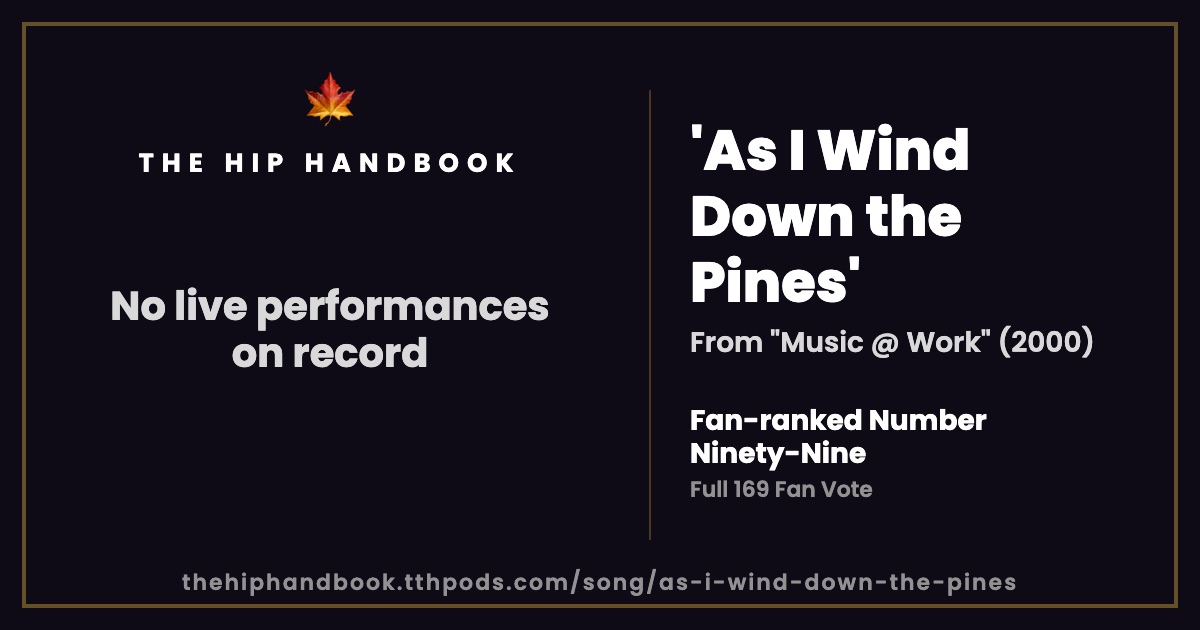 THE HIP HANDBOOK
No live performances
on record
'As I Wind
Down the
Pines'
From "Music @ Work" (2000)
Fan-ranked Number
Ninety-Nine
Full 169 Fan Vote
thehiphandbook.tthpods.com/song/as-i-wind-down-the-pines